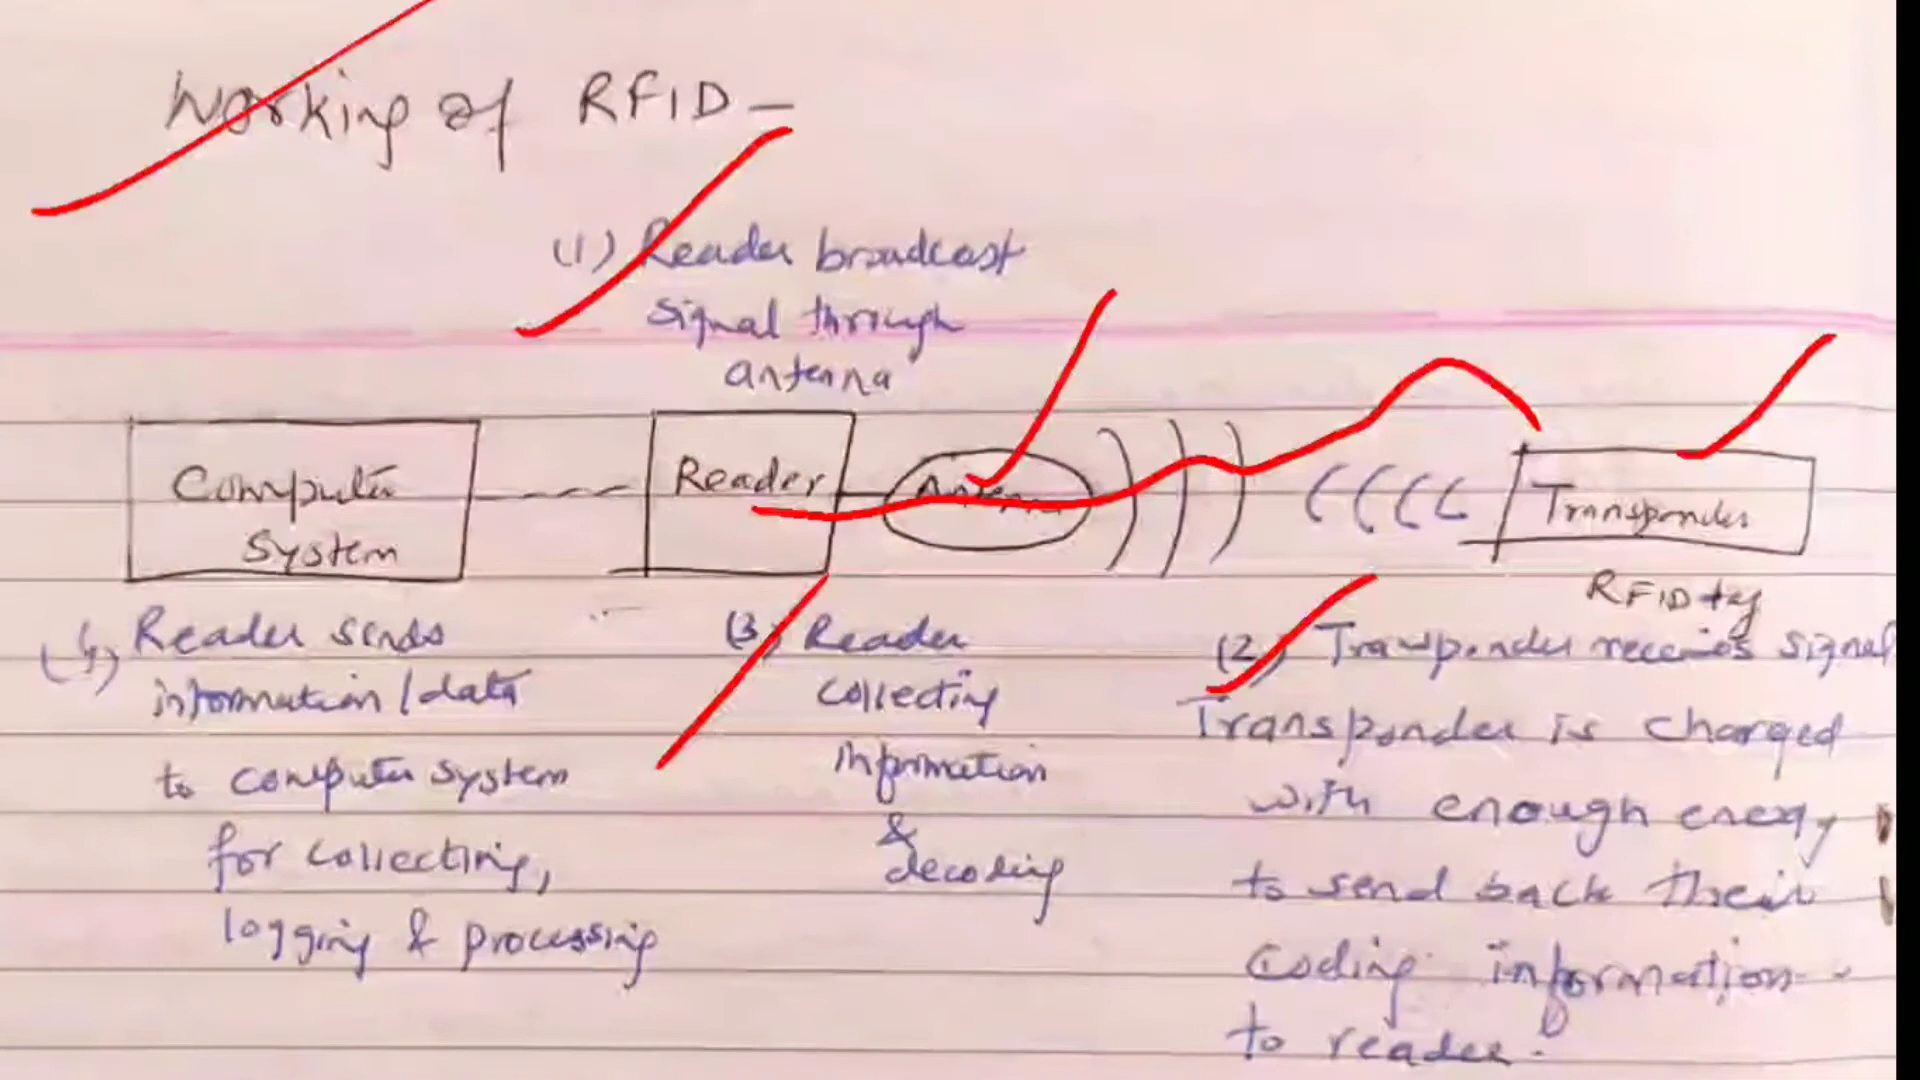 Working of RFID -
(1) Reader broadcast
signal through
antenna
Computer
System
Reader
Antenna
Transponder
RFID tag
(4) Reader sends
information/data
to computer system
for collecting,
logging & processing
(3) Reader
collecting
information
&
decoding
(2) Transponder receives signal
Transponder is charged
with enough energy
to send back their
Coding information
to reader.